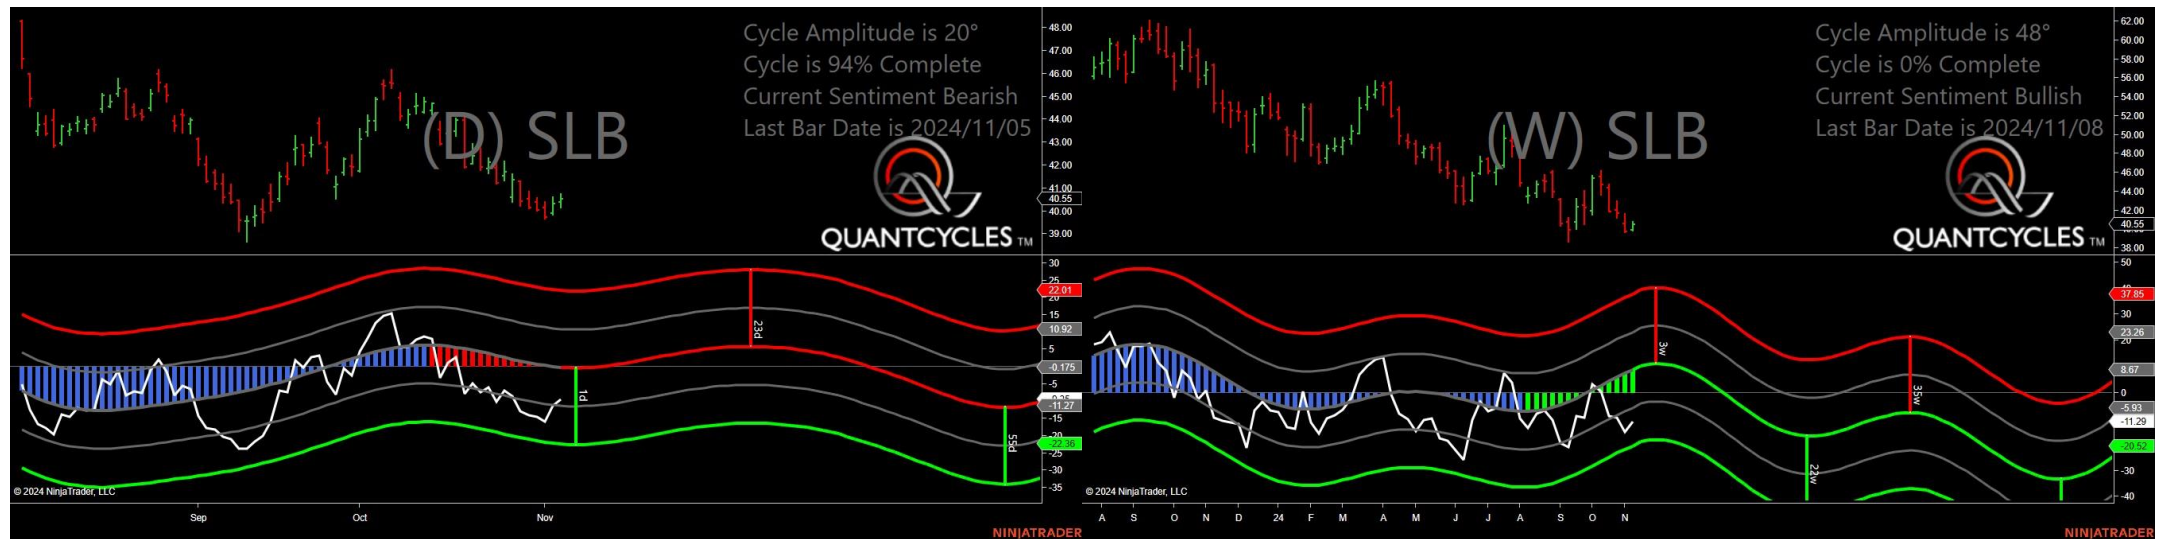 Cycle Amplitude is 20°
Cycle is 94% Complete
Current Sentiment Bearish
Last Bar Date is 2024/11/05
(D) SLB
QUANTCYCLES TM
48.00
47.00
46.00
45.00
44.00
43.00
42.00
41.00
40.55
40.00
39.00
30
25
22.01
20
15
10.92
5
-0.175
-5
-11.27
-15
-20
-22.36
-25
-30
-35
23d
1d
55d
© 2024 NinjaTrader, LLC
Sep
Oct
Nov
NINJATRADER
Cycle Amplitude is 48°
Cycle is 0% Complete
Current Sentiment Bullish
Last Bar Date is 2024/11/08
(W) SLB
QUANTCYCLES TM
62.00
60.00
58.00
56.00
54.00
52.00
50.00
48.00
46.00
44.00
42.00
40.55
38.00
50
37.85
30
23.26
20
8.67
0
-5.93
-11.29
-20.52
-30
-40
3w
35w
22w
© 2024 NinjaTrader, LLC
A S O N D 24 F M A M J J A S O N
NINJATRADER